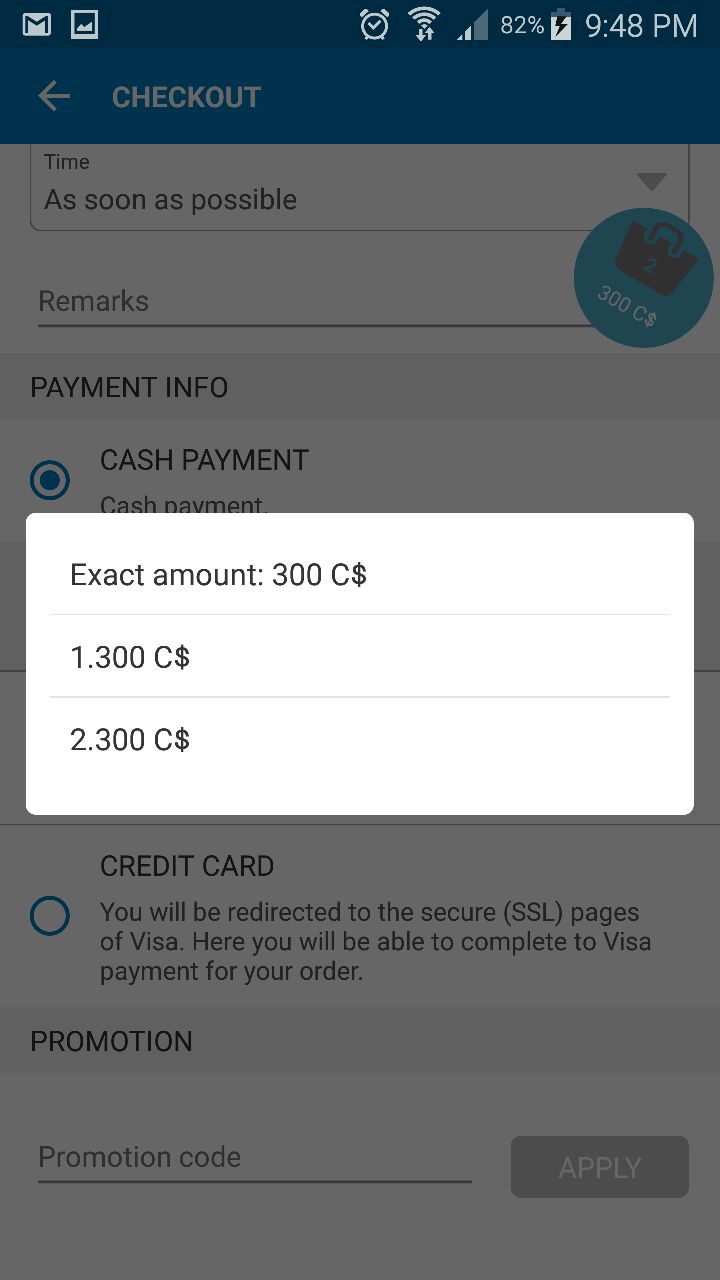 82% 9:48 PM
CHECKOUT
Time
As soon as possible
2
300 C$
Remarks
PAYMENT INFO
CASH PAYMENT
Cash payment.
Exact amount: 300 C$
1.300 C$
2.300 C$
CREDIT CARD
You will be redirected to the secure (SSL) pages
of Visa. Here you will be able to complete to Visa
payment for your order.
PROMOTION
Promotion code
APPLY